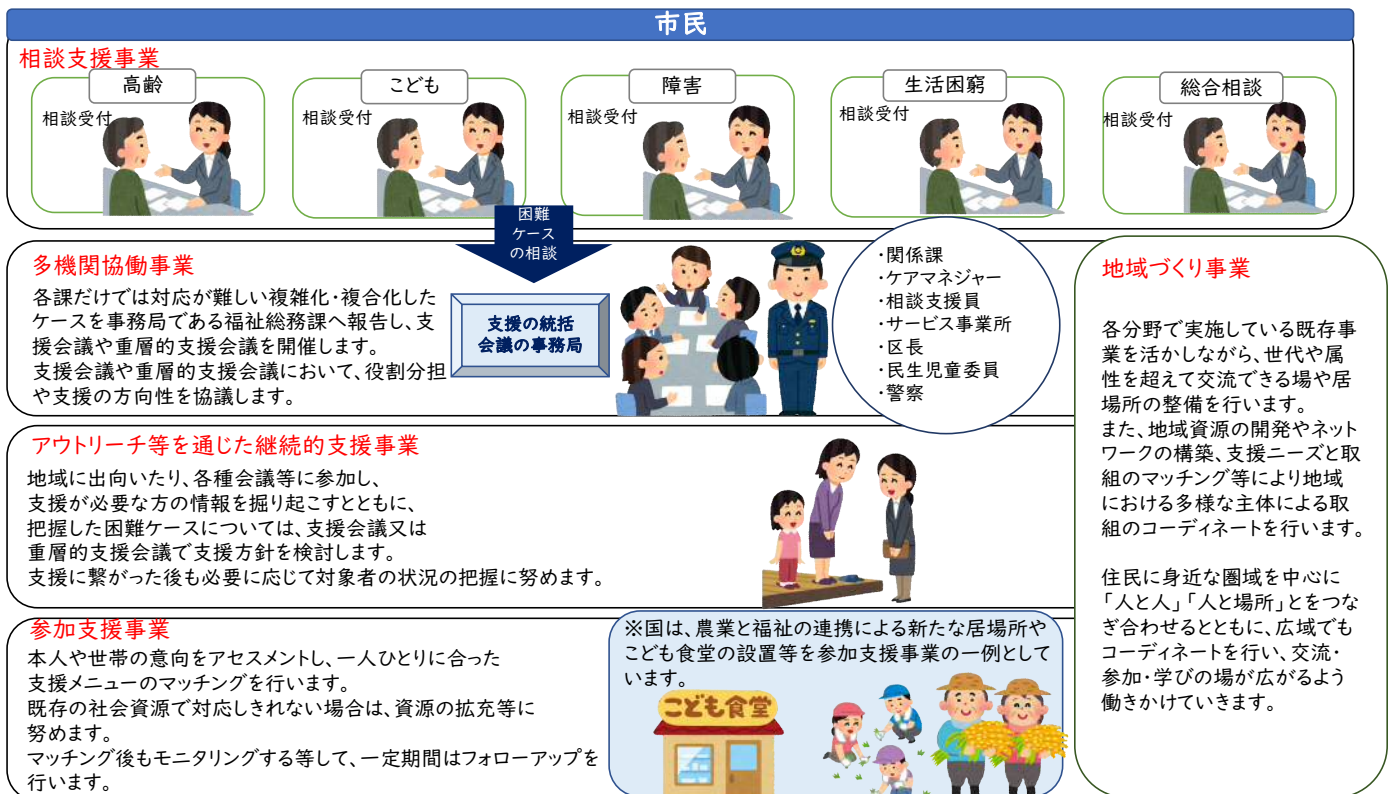 市民
相談支援事業
高齢
相談受付
こども
相談受付
障害
相談受付
生活困窮
相談受付
総合相談
相談受付
困難
ケース
の相談
多機関協働事業
各課だけでは対応が難しい複雑化・複合化した
ケースを事務局である福祉総務課へ報告し、支
援会議や重層的支援会議を開催します。
支援会議や重層的支援会議において、役割分担
や支援の方向性を協議します。
支援の統括
会議の事務局
・関係課
・ケアマネジャー
・相談支援員
・サービス事業所
・区長
・民生児童委員
・警察
アウトリーチ等を通じた継続的支援事業
地域に出向いたり、各種会議等に参加し、
支援が必要な方の情報を掘り起こすとともに、
把握した困難ケースについては、支援会議又は
重層的支援会議で支援方針を検討します。
支援に繋がった後も必要に応じて対象者の状況の把握に努めます。
参加支援事業
本人や世帯の意向をアセスメントし、一人ひとりに合った
支援メニューのマッチングを行います。
既存の社会資源で対応しきれない場合は、資源の拡充等に
努めます。
マッチング後もモニタリングする等して、一定期間はフォローアップを
行います。
※国は、農業と福祉の連携による新たな居場所や
こども食堂の設置等を参加支援事業の一例として
います。
こども食堂
地域づくり事業
各分野で実施している既存事
業を活かしながら、世代や属
性を超えて交流できる場や居
場所の整備を行います。
また、地域資源の開発やネット
ワークの構築、支援ニーズと取
組のマッチング等により地域
における多様な主体による取
組のコーディネートを行います。
住民に身近な圏域を中心に
「人と人」「人と場所」とをつな
ぎ合わせるとともに、広域でも
コーディネートを行い、交流・
参加・学びの場が広がるよう
働きかけていきます。